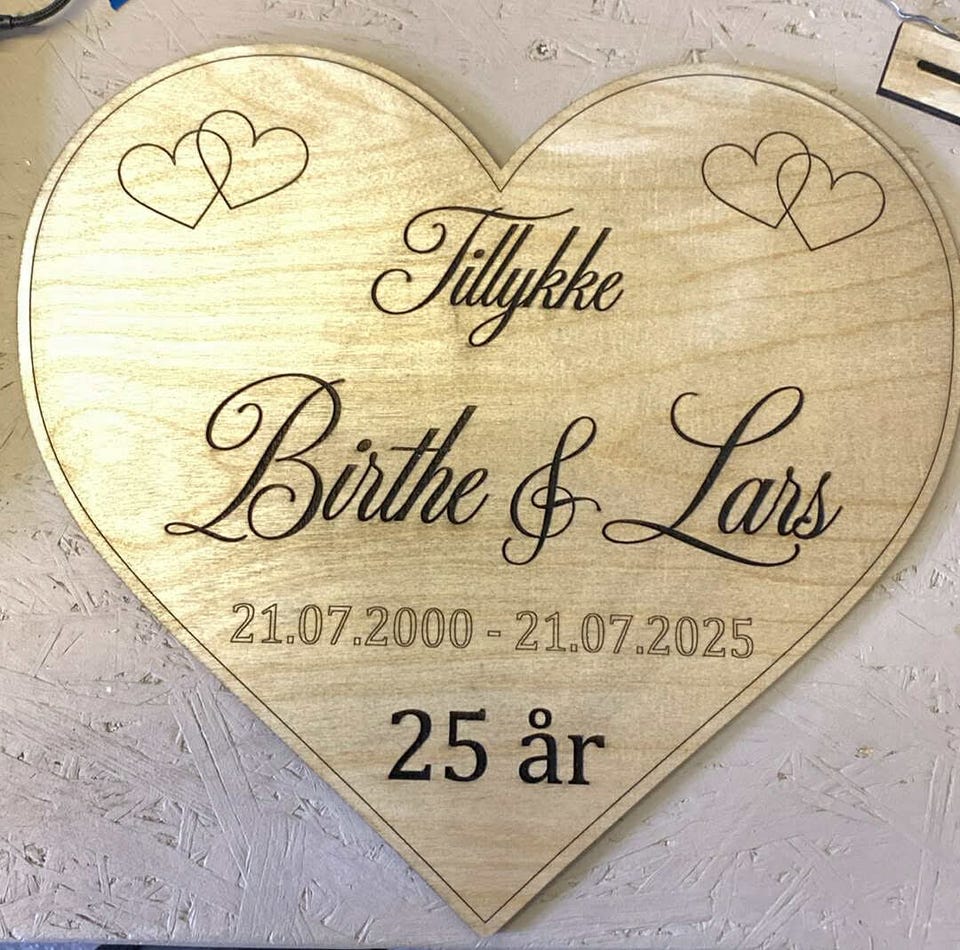 Tillykke
Birthe & Lars
21.07.2000 - 21.07.2025
25 år